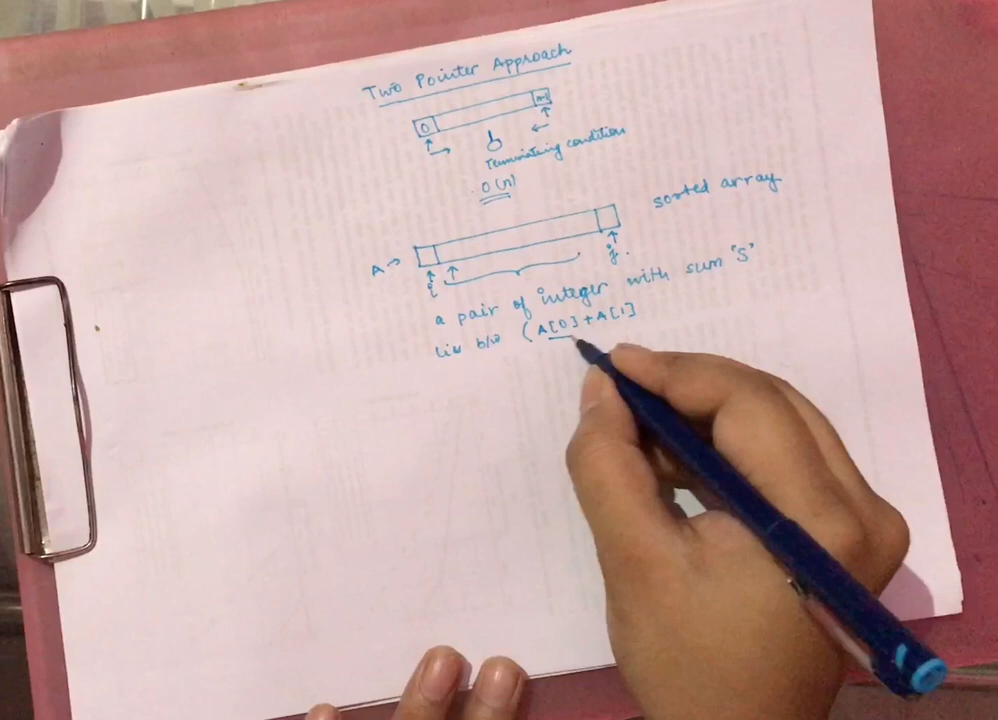 Two Pointer Approach
0 n-1
Terminating condition
O(n)
sorted array
A →
i j
a pair of integer with sum 'S'
lie b/w (A[0]+A[1]